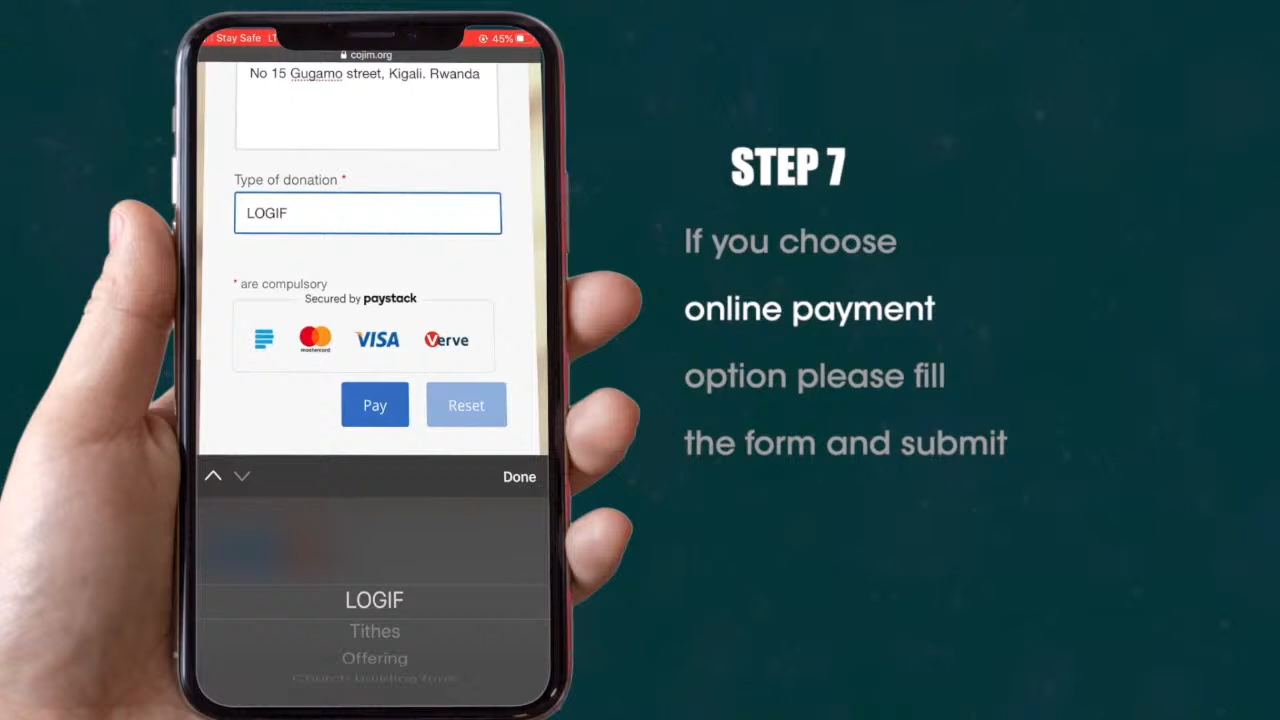 Stay Safe
45%
cojim.org
No 15 Gugamo street, Kigali. Rwanda
Type of donation *
LOGIF
* are compulsory
Secured by paystack
mastercard
VISA
Verve
Pay
Reset
Done
LOGIF
Tithes
Offering
Church building
STEP 7
If you choose
online payment
option please fill
the form and submit